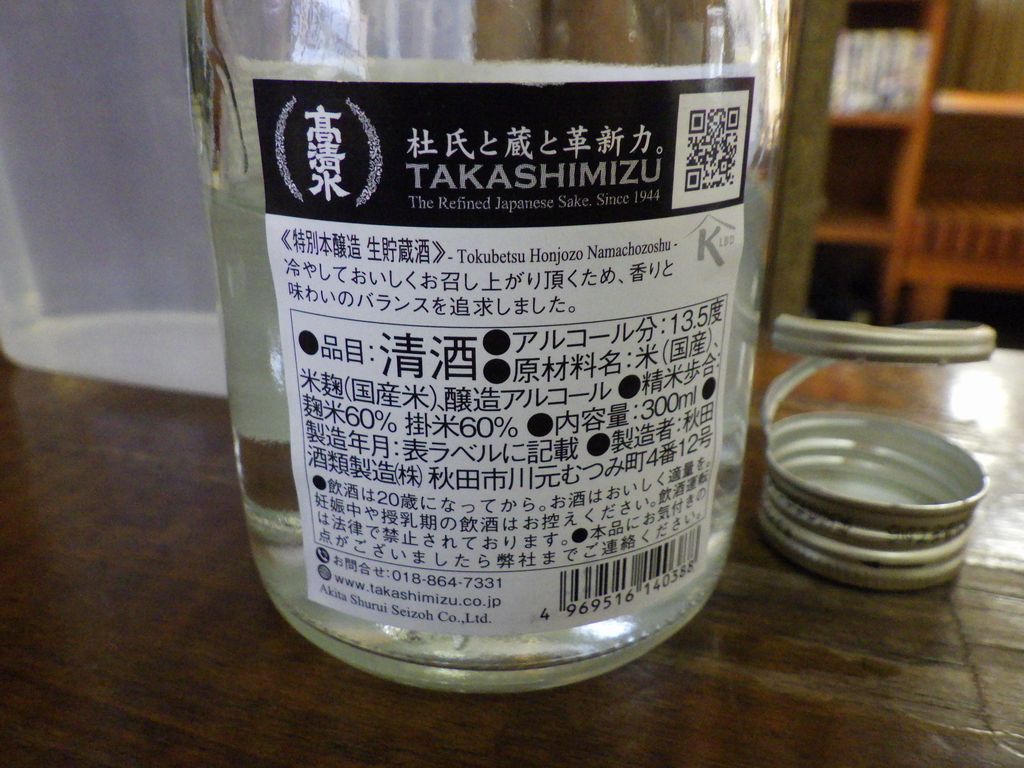 高清水
杜氏と蔵と革新力。
TAKASHIMIZU
The Refined Japanese Sake. Since 1944
K LBD
《特別本醸造 生貯蔵酒》- Tokubetsu Honjozo Namachozoshu -
冷やしておいしくお召し上がり頂くため、香りと
味わいのバランスを追求しました。
●品目:清酒 ●アルコール分:13.5度
●原材料名:米(国産)、
米麹(国産米)、醸造アルコール ●精米歩合:
麹米60% 掛米60% ●内容量:300ml ●
製造年月:表ラベルに記載 ●製造者:秋田
酒類製造(株) 秋田市川元むつみ町4番12号
●飲酒は20歳になってから。お酒はおいしく適量を。
妊娠中や授乳期の飲酒はお控えください。飲酒運転
は法律で禁止されております。●本品にお気付きの
点がございましたら弊社までご連絡ください。
お問合せ:018-864-7331
www.takashimizu.co.jp
Akita Shurui Seizoh Co.,Ltd.
4 969516 140388